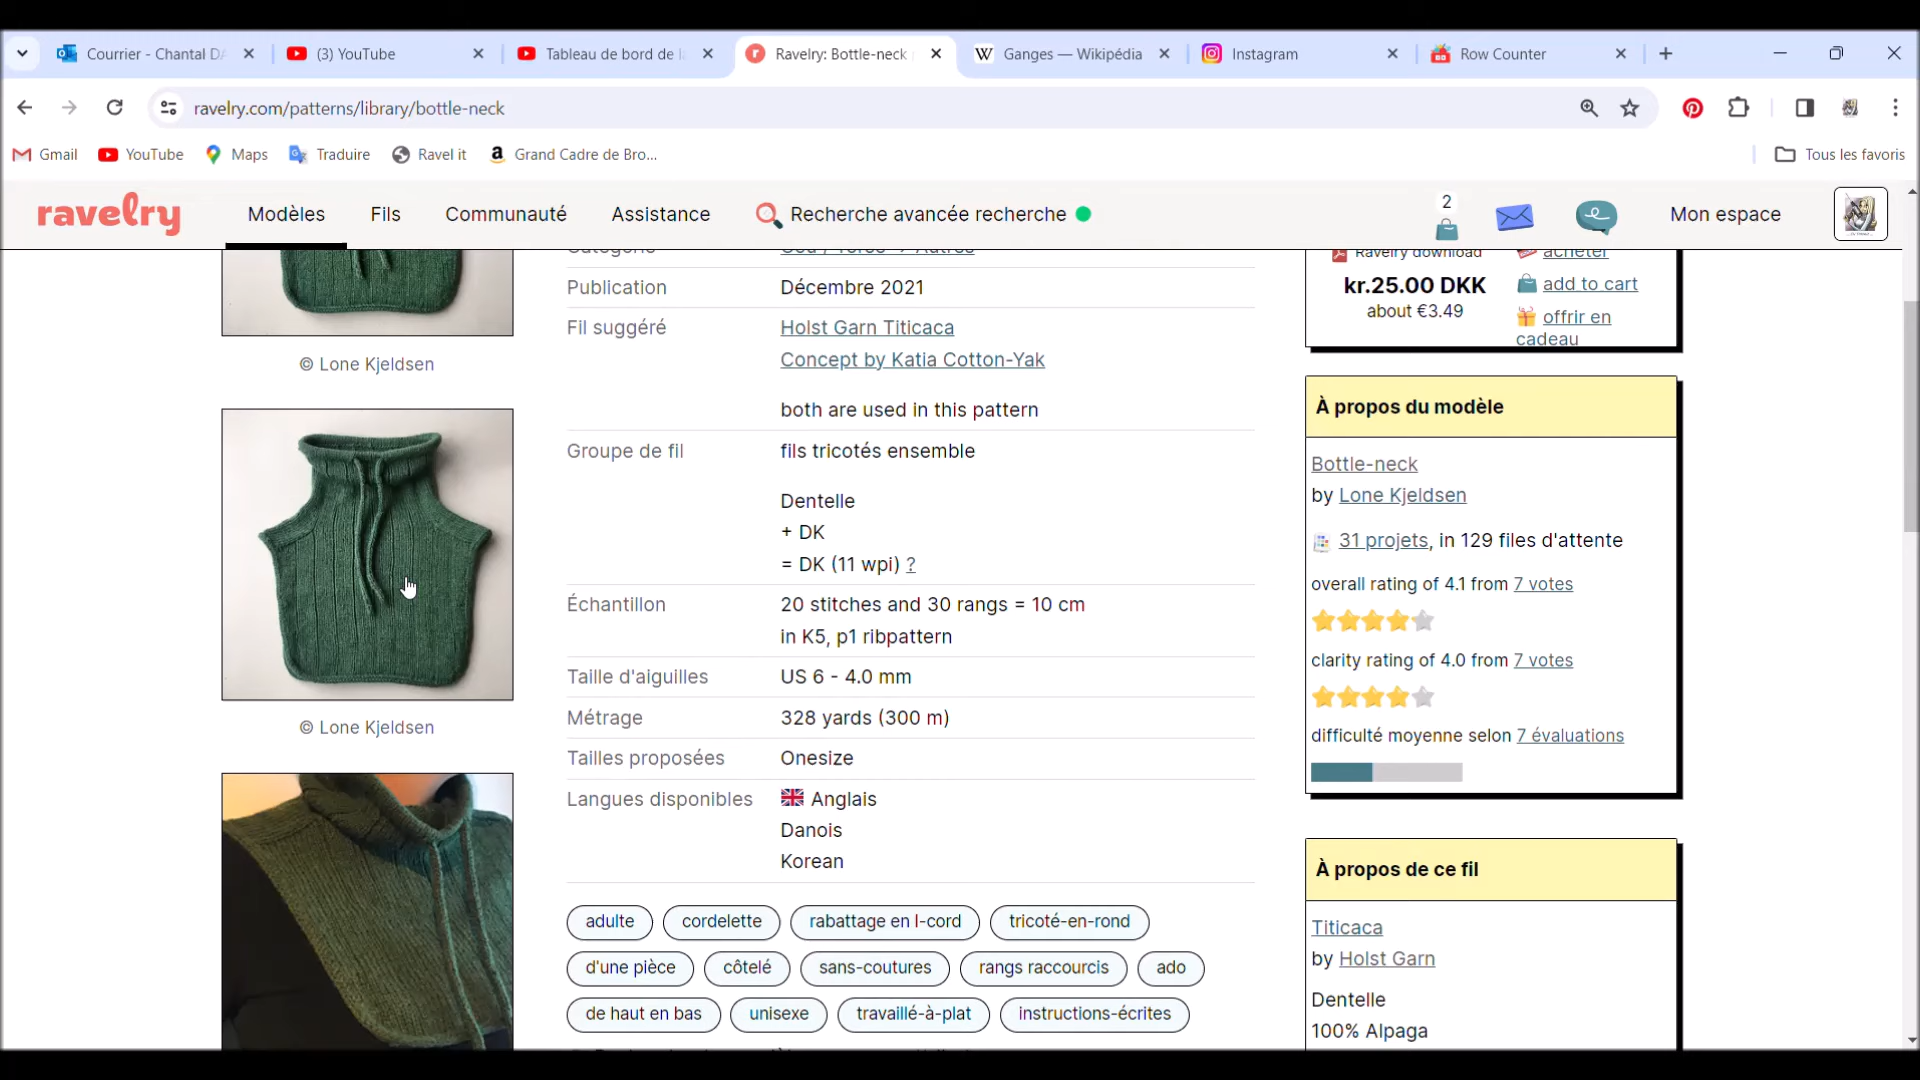 Courrier - Chantal DA
(3) YouTube
Tableau de bord de la
Ravelry: Bottle-neck
Ganges — Wikipédia
Instagram
Row Counter
ravelry.com/patterns/library/bottle-neck
Gmail
YouTube
Maps
Traduire
Ravel it
Grand Cadre de Bro...
Tous les favoris
ravelry
Modèles
Fils
Communauté
Assistance
Recherche avancée recherche
2
Mon espace
Publication
Décembre 2021
Fil suggéré
Holst Garn Titicaca
Concept by Katia Cotton-Yak
both are used in this pattern
Groupe de fil
fils tricotés ensemble
Dentelle
+ DK
= DK (11 wpi) ?
Échantillon
20 stitches and 30 rangs = 10 cm
in K5, p1 ribpattern
Taille d'aiguilles
US 6 - 4.0 mm
Métrage
328 yards (300 m)
Tailles proposées
Onesize
Langues disponibles
Anglais
Danois
Korean
adulte
cordelette
rabattage en I-cord
tricoté-en-rond
d'une pièce
côtelé
sans-coutures
rangs raccourcis
ado
de haut en bas
unisexe
travaillé-à-plat
instructions-écrites
© Lone Kjeldsen
© Lone Kjeldsen
Ravelry download
kr.25.00 DKK
about €3.49
acheter
add to cart
offrir en
cadeau
À propos du modèle
Bottle-neck
by Lone Kjeldsen
31 projets, in 129 files d'attente
overall rating of 4.1 from 7 votes
clarity rating of 4.0 from 7 votes
difficulté moyenne selon 7 évaluations
À propos de ce fil
Titicaca
by Holst Garn
Dentelle
100% Alpaga